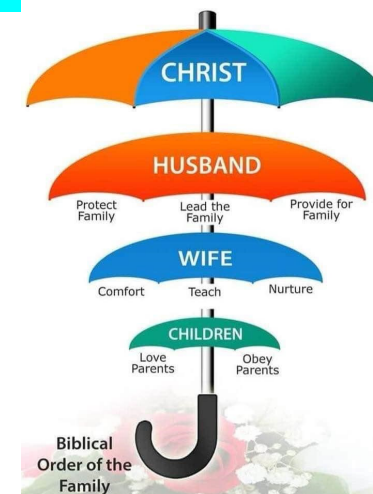 CHRIST
HUSBAND
Protect
Family
Lead the
Family
Provide for
Family
WIFE
Comfort
Teach
Nurture
CHILDREN
Love
Parents
Obey
Parents
Biblical
Order of the
Family